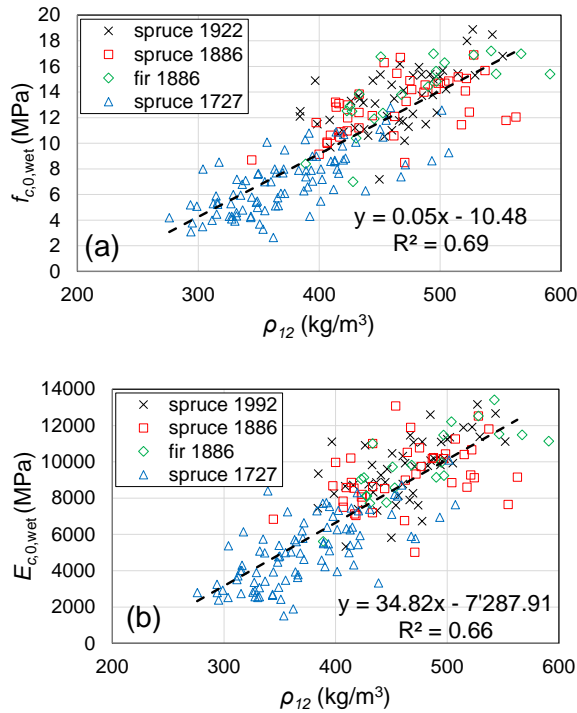 20
18
16
14
12
10
8
6
4
2
0
f_c,0,wet (MPa)
spruce 1922
spruce 1886
fir 1886
spruce 1727
y = 0.05x - 10.48
R² = 0.69
(a)
200 300 400 500 600
ρ_12 (kg/m³)
14000
12000
10000
8000
6000
4000
2000
0
E_c,0,wet (MPa)
spruce 1992
spruce 1886
fir 1886
spruce 1727
y = 34.82x - 7'287.91
R² = 0.66
(b)
200 300 400 500 600
ρ_12 (kg/m³)